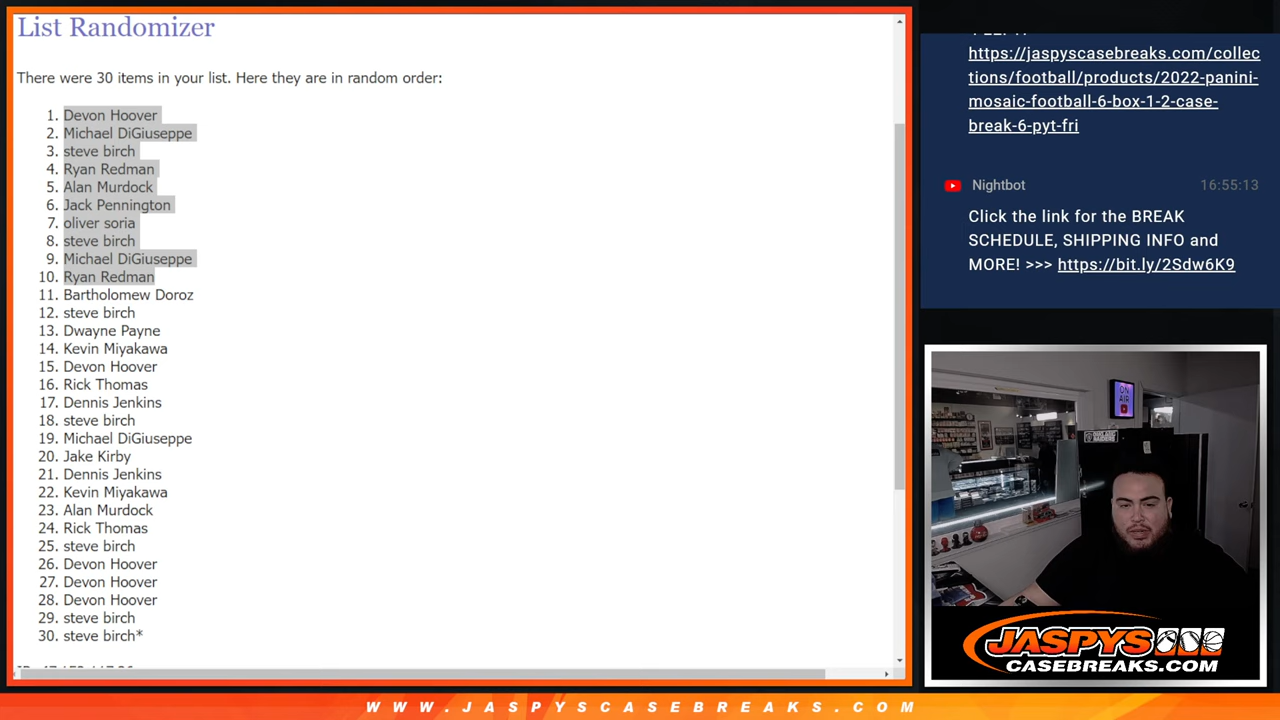 List Randomizer
There were 30 items in your list. Here they are in random order:
1. Devon Hoover
2. Michael DiGiuseppe
3. steve birch
4. Ryan Redman
5. Alan Murdock
6. Jack Pennington
7. oliver soria
8. steve birch
9. Michael DiGiuseppe
10. Ryan Redman
11. Bartholomew Doroz
12. steve birch
13. Dwayne Payne
14. Kevin Miyakawa
15. Devon Hoover
16. Rick Thomas
17. Dennis Jenkins
18. steve birch
19. Michael DiGiuseppe
20. Jake Kirby
21. Dennis Jenkins
22. Kevin Miyakawa
23. Alan Murdock
24. Rick Thomas
25. steve birch
26. Devon Hoover
27. Devon Hoover
28. Devon Hoover
29. steve birch
30. steve birch*
https://jaspyscasebreaks.com/collec
tions/football/products/2022-panini-
mosaic-football-6-box-1-2-case-
break-6-pyt-fri
Nightbot 16:55:13
Click the link for the BREAK
SCHEDULE, SHIPPING INFO and
MORE! >>> https://bit.ly/2Sdw6K9
ON
AIR
JASPYS
CASEBREAKS.COM
WWW.JASPYSCASEBREAKS.COM